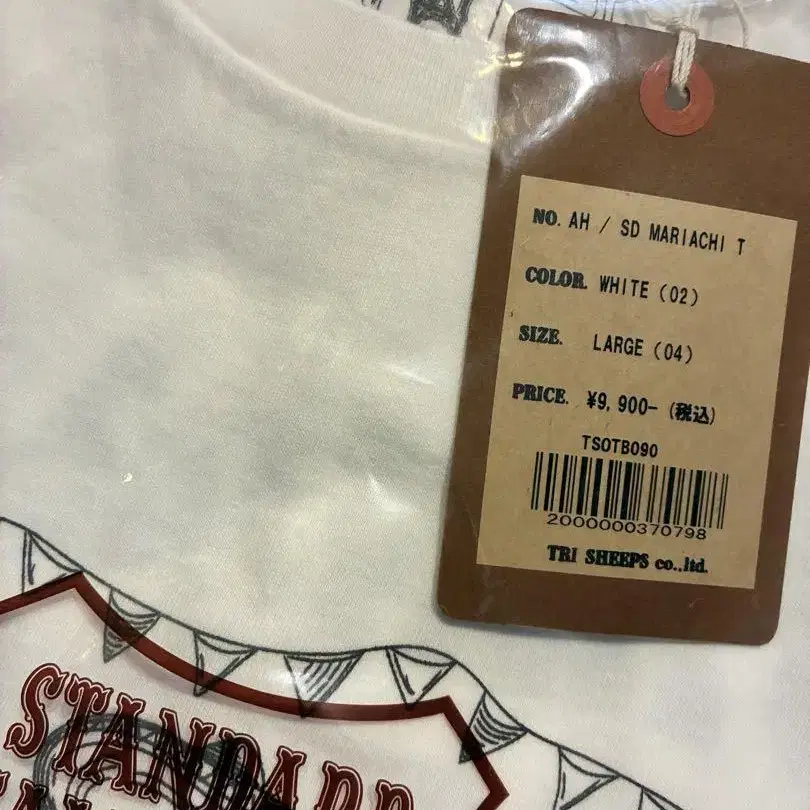 NO. AH / SD MARIACHI T
COLOR. WHITE (02)
SIZE. LARGE (04)
PRICE. ¥9,900- (税込)
TSOTB090
2000000370798
TRI SHEEPS co.,ltd.
STANDARD